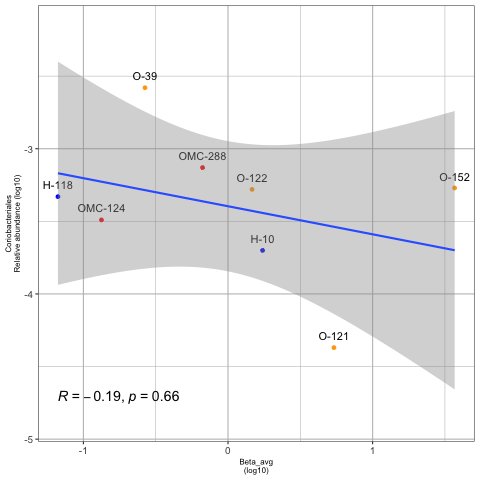 O-39
-3
OMC-288
O-122
O-152
H-118
OMC-124
H-10
Coriobacteriales
Relative abundante (log10)
-4
O-121
R = −0.19, p = 0.66
-5
-1
0
1
Beta_avg
(log10)